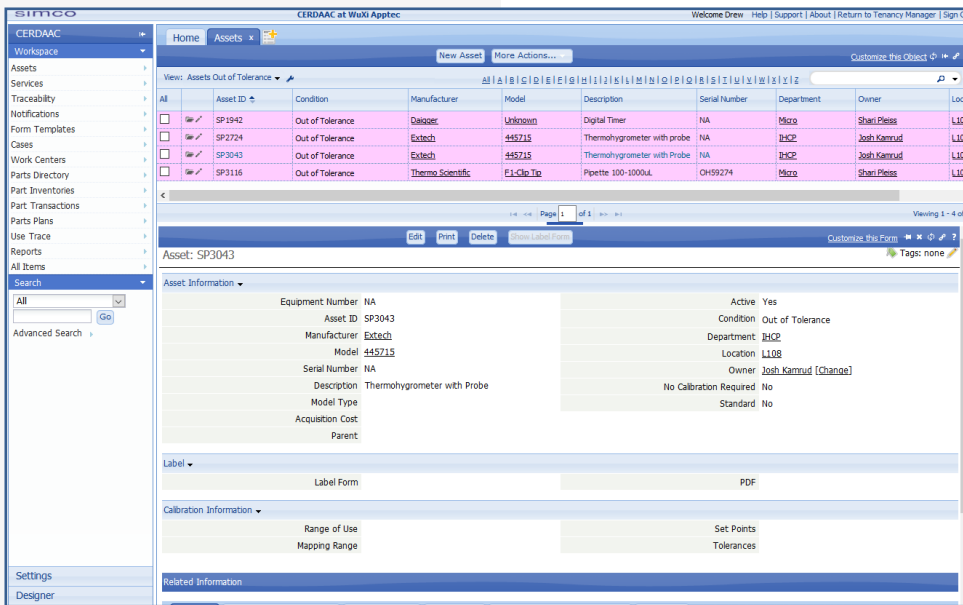 simco CERDAAC at WuXi Apptec Welcome Drew Help | Support | About | Return to Tenancy Manager | Sign
CERDAAC
Home Assets x
Workspace
New Asset More Actions... Customize this Object
Assets
View: Assets Out of Tolerance All | A | B | C | D | E | F | G | H | I | J | K | L | M | N | O | P | Q | R | S | T | U | V | W | X | Y | Z
Services
Traceability
All Asset ID Condition Manufacturer Model Description Serial Number Department Owner Loc
Notifications
SP1942 Out of Tolerance Daigger Unknown Digital Timer NA Micro Shari Pleiss L10
Form Templates
SP2724 Out of Tolerance Extech 445715 Thermohygrometer with probe NA IHCP Josh Kamrud L10
Cases
SP3043 Out of Tolerance Extech 445715 Thermohygrometer with Probe NA IHCP Josh Kamrud L10
Work Centers
SP3116 Out of Tolerance Thermo Scientific F1-Clip Tip Pipette 100-1000uL OH59274 Micro Shari Pleiss L10
Parts Directory
Part Inventories
Part Transactions
Page 1 of 1 Viewing 1 - 4 of
Parts Plans
Use Trace
Edit Print Delete Show Label Form Customize this Form ?
Reports
Asset: SP3043 Tags: none
All Items
Search
Asset Information
All
Equipment Number NA Active Yes
Go
Asset ID SP3043 Condition Out of Tolerance
Advanced Search
Manufacturer Extech Department IHCP
Model 445715 Location L108
Serial Number NA Owner Josh Kamrud [Change]
Description Thermohygrometer with Probe No Calibration Required No
Model Type Standard No
Acquisition Cost
Parent
Label
Label Form PDF
Calibration Information
Range of Use Set Points
Mapping Range Tolerances
Settings
Related Information
Designer